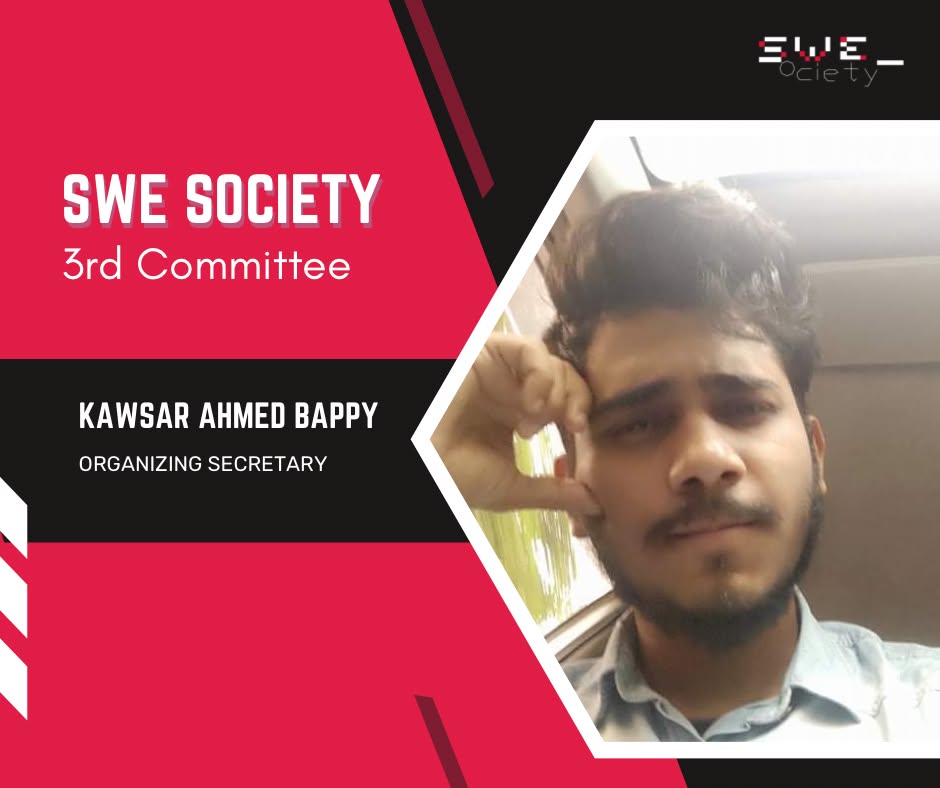 SWE_
Ociety
SWE SOCIETY
3rd Committee
KAWSAR AHMED BAPPY
ORGANIZING SECRETARY